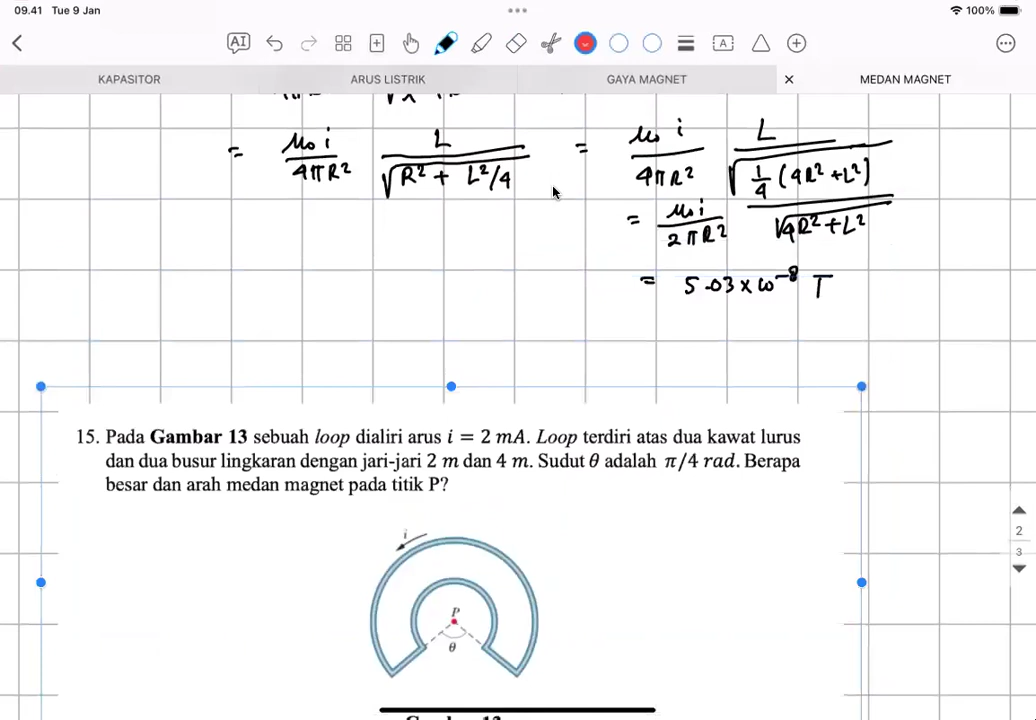 09.41 Tue 9 Jan
100%
AI
A
KAPASITOR
ARUS LISTRIK
GAYA MAGNET
MEDAN MAGNET
= μ₀ i / 4πR² L / √(R² + L²/4) = μ₀ i / 4πR² L / √(1/4 (4R² + L²))
= μ₀ i / 2πR² / √(4R² + L²)
= 5.03 × 10⁻⁸ T
15. Pada Gambar 13 sebuah loop dialiri arus i = 2 mA. Loop terdiri atas dua kawat lurus
dan dua busur lingkaran dengan jari-jari 2 m dan 4 m. Sudut θ adalah π/4 rad. Berapa
besar dan arah medan magnet pada titik P?
i
P
θ
2
3